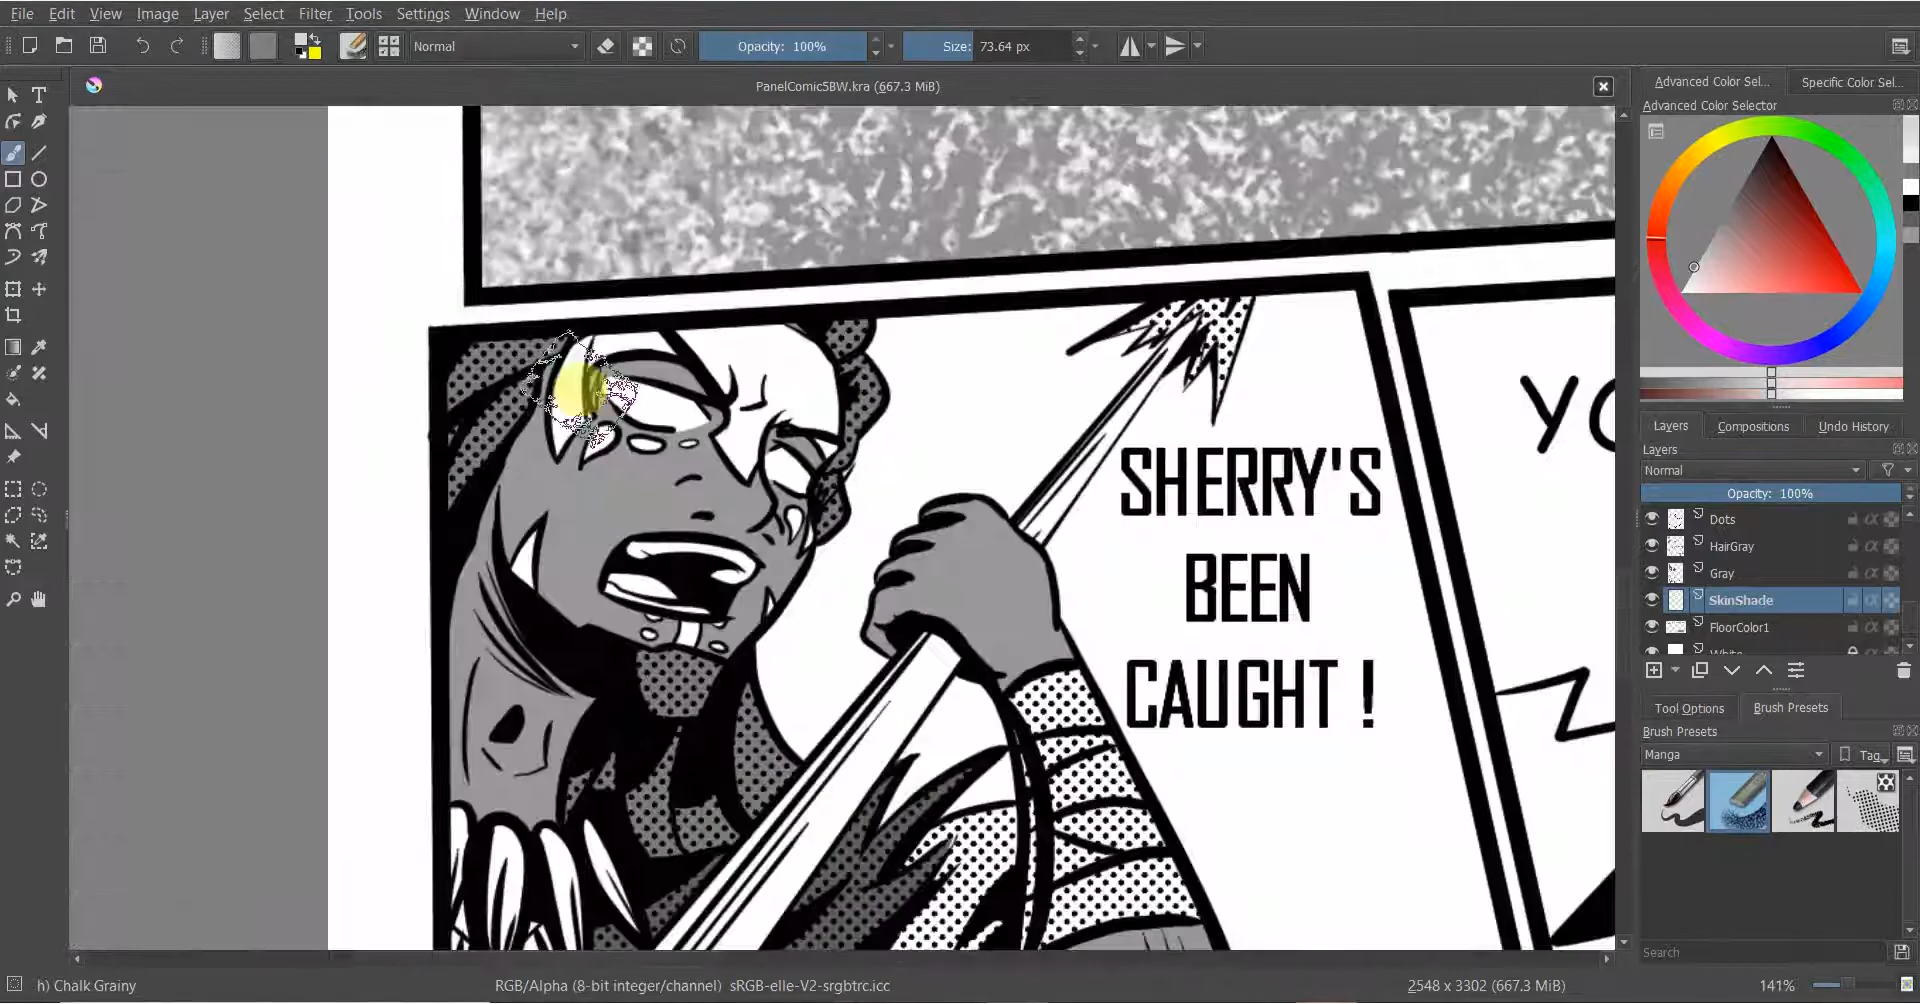 File Edit View Image Layer Select Filter Tools Settings Window Help
Normal Opacity: 100% Size: 73.64 px
PanelComic5BW.kra (667.3 MiB)
Advanced Color Sel... Specific Color Sel...
Advanced Color Selector
SHERRY'S
BEEN
CAUGHT !
YO
Layers Compositions Undo History
Layers
Normal
Opacity: 100%
Dots
HairGray
Gray
SkinShade
FloorColor1
Tool Options Brush Presets
Brush Presets
Manga Tag
Search
h) Chalk Grainy RGB/Alpha (8-bit integer/channel) sRGB-elle-V2-srgbtrc.icc 2548 x 3302 (667.3 MiB) 141%